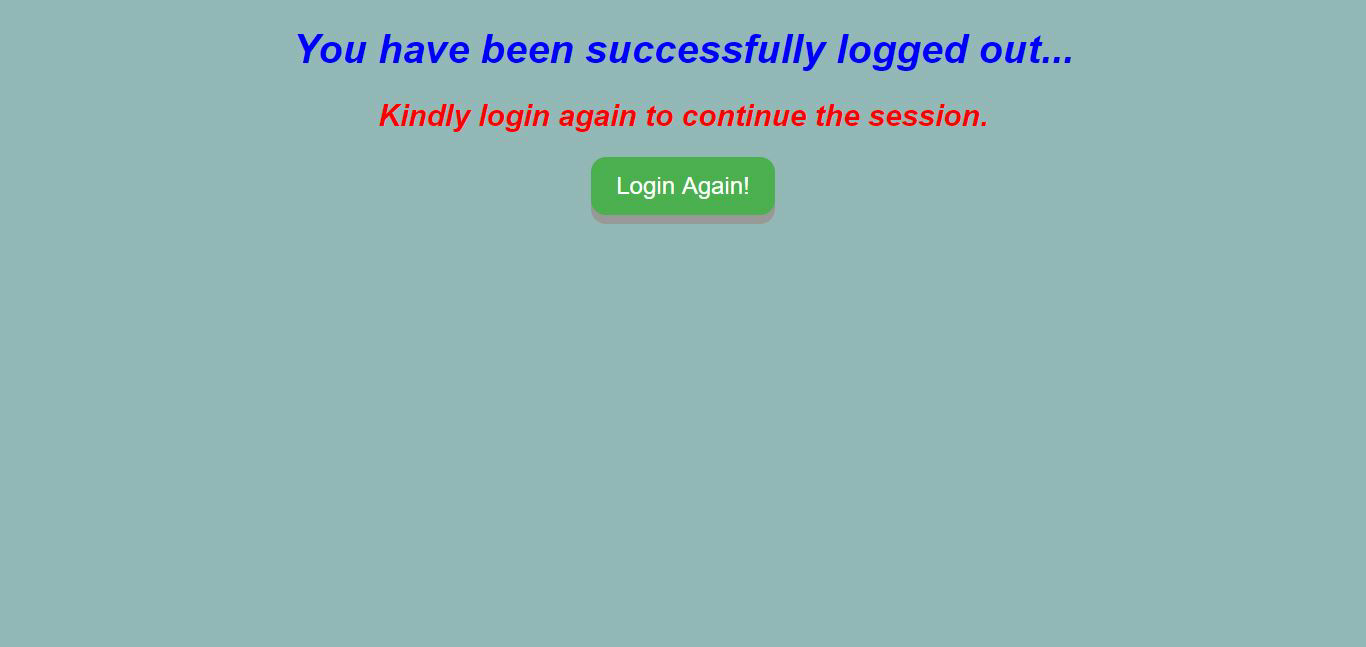 You have been successfully logged out...
Kindly login again to continue the session.
Login Again!